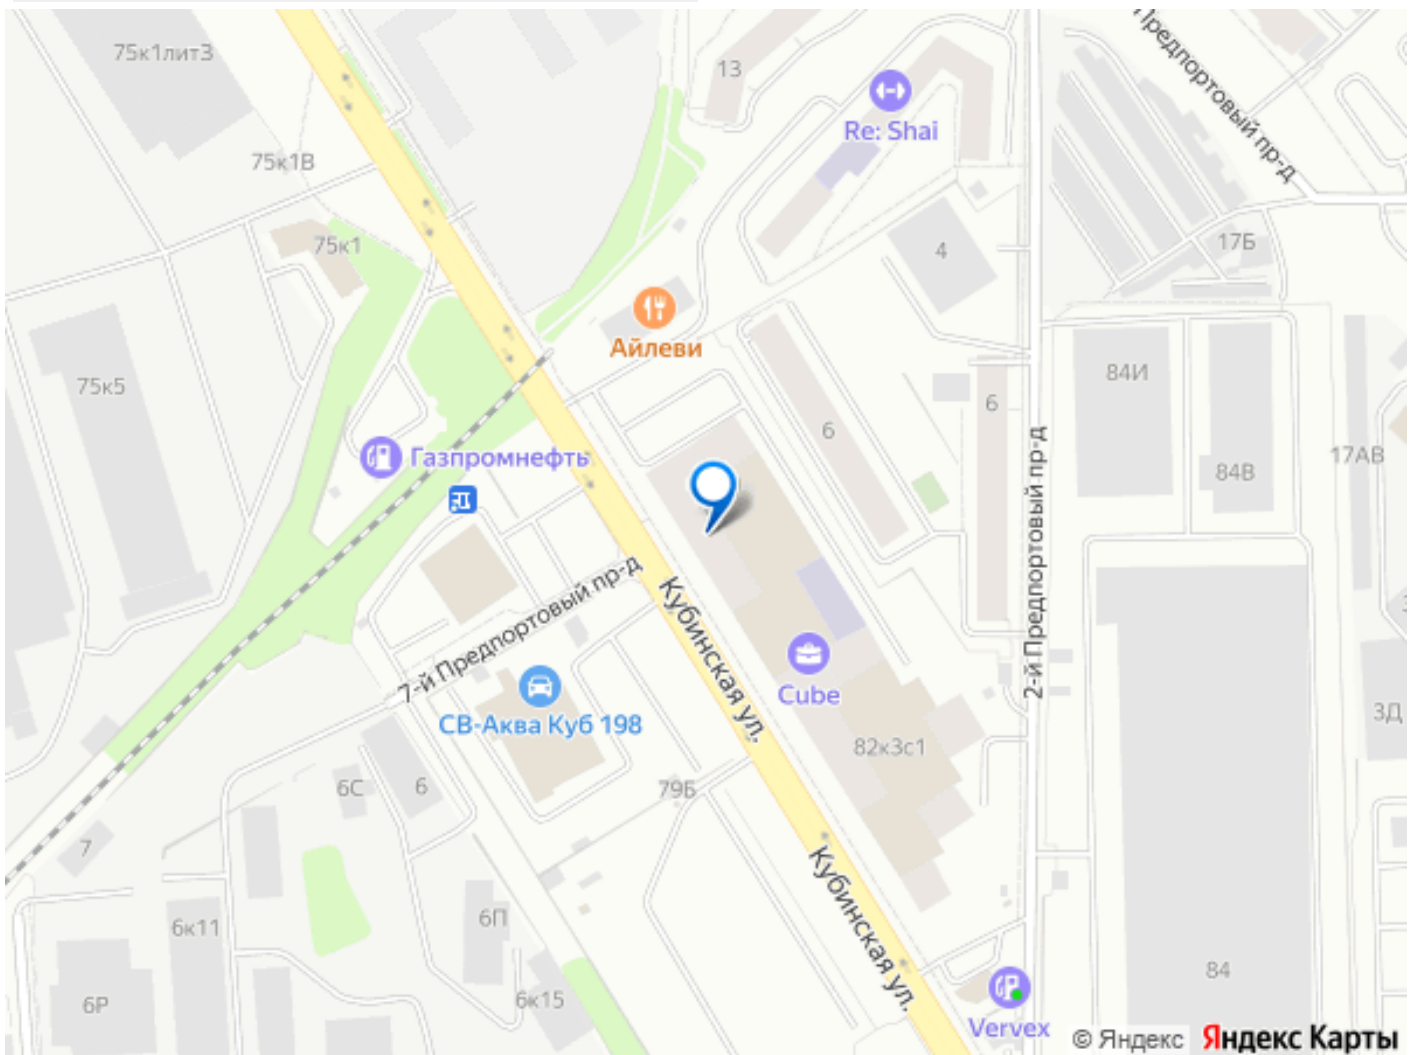 75к1литЗ
13
Re: Shai
Предпортовый пр-д
75к1В
75к1
4
17Б
Айлеви
75к5
84И
6
6
Газпромнефть
84В
17АВ
2-й Предпортовый пр-д
7-й Предпортовый пр-д
Кубинская ул.
Cube
СВ-Аква Куб 198
3Д
82к3с1
6С
6
79Б
7
Кубинская ул.
6П
6к11
84
6Р
6к15
Vervex
© Яндекс Яндекс Карты